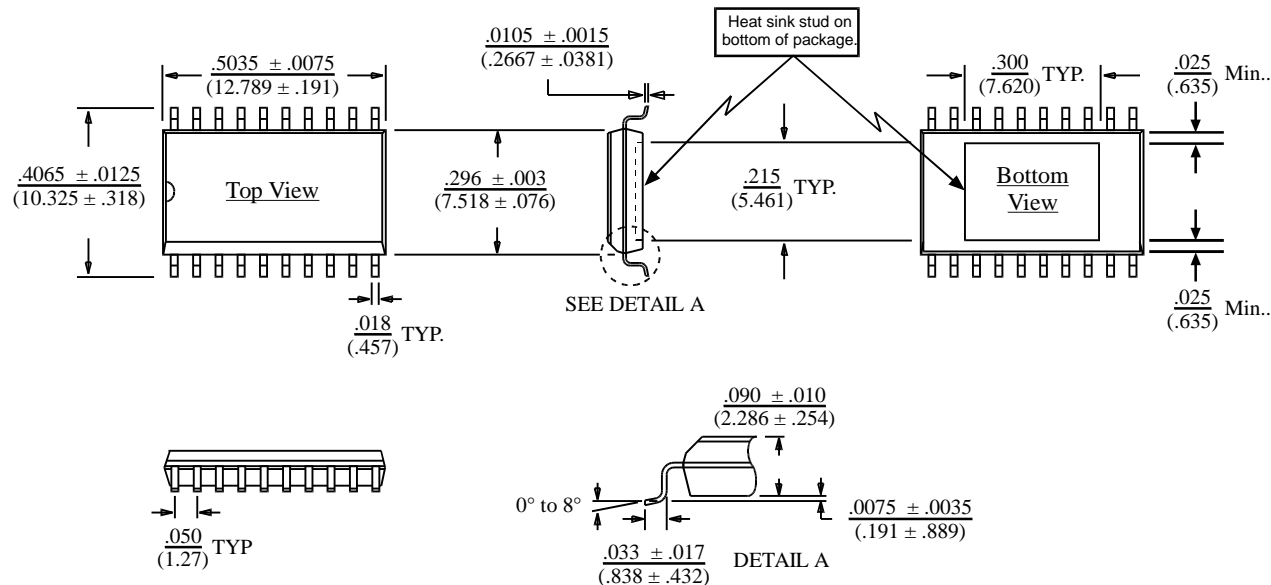 Heat sink stud on
bottom of package.
.0105 ± .0015
(.2667 ± .0381)
.5035 ± .0075
(12.789 ± .191)
.300
(7.620) TYP.
.025
(.635) Min..
.4065 ± .0125
(10.325 ± .318)
Top View
.296 ± .003
(7.518 ± .076)
.215
(5.461) TYP.
Bottom
View
SEE DETAIL A
.018
(.457) TYP.
.025
(.635) Min..
.090 ± .010
(2.286 ± .254)
0° to 8°
.0075 ± .0035
(.191 ± .889)
.050
(1.27) TYP
.033 ± .017
(.838 ± .432)
DETAIL A